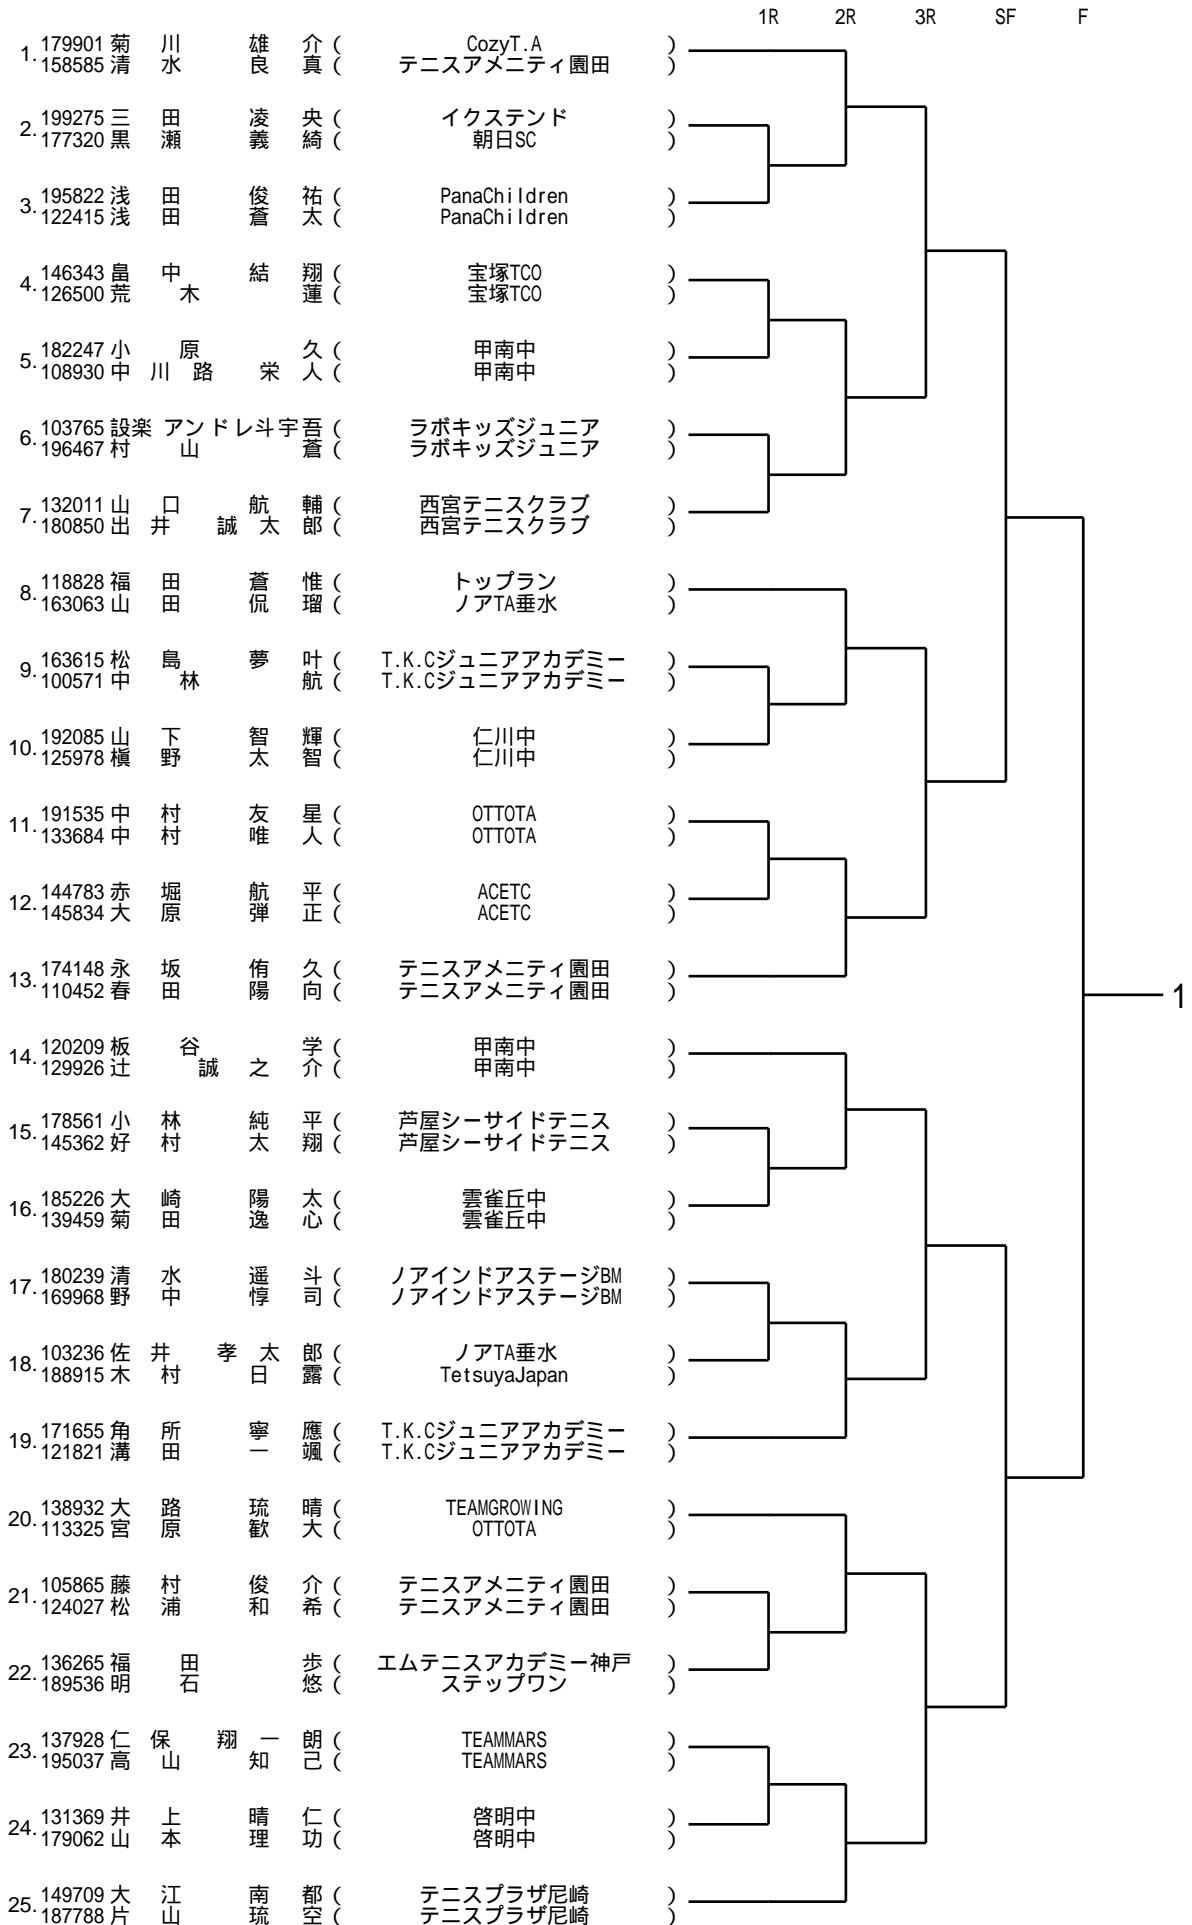 1R 2R 3R SF F
1. 179901 菊川 雄介 ( CozyT.A )
158585 清水 良真 ( テニスアメニティ園田 )
2. 199275 三田 凌央 ( イクステンド )
177320 黒瀬 義綺 ( 朝日SC )
3. 195822 浅田 俊祐 ( PanaChildren )
122415 浅田 蒼太 ( PanaChildren )
4. 146343 畠中 結翔 ( 宝塚TCO )
126500 荒木 蓮 ( 宝塚TCO )
5. 182247 小原 久 ( 甲南中 )
108930 中川路 栄人 ( 甲南中 )
6. 103765 設楽 アンドレ斗宇吾 ( ラボキッズジュニア )
196467 村山 蒼 ( ラボキッズジュニア )
7. 132011 山口 航輔 ( 西宮テニスクラブ )
180850 出井 誠太郎 ( 西宮テニスクラブ )
8. 118828 福田 蒼惟 ( トップラン )
163063 山田 侃瑠 ( ノアTA垂水 )
9. 163615 松島 夢叶 ( T.K.Cジュニアアカデミー )
100571 中林 航 ( T.K.Cジュニアアカデミー )
10. 192085 山下 智輝 ( 仁川中 )
125978 槇野 太智 ( 仁川中 )
11. 191535 中村 友星 ( OTTOTA )
133684 中村 唯人 ( OTTOTA )
12. 144783 赤堀 航平 ( ACETC )
145834 大原 弾正 ( ACETC )
13. 174148 永坂 侑久 ( テニスアメニティ園田 )
110452 春田 陽向 ( テニスアメニティ園田 )
1
14. 120209 板谷 学 ( 甲南中 )
129926 辻 誠之介 ( 甲南中 )
15. 178561 小林 純平 ( 芦屋シーサイドテニス )
145362 好村 太翔 ( 芦屋シーサイドテニス )
16. 185226 大崎 陽太 ( 雲雀丘中 )
139459 菊田 逸心 ( 雲雀丘中 )
17. 180239 清水 遥斗 ( ノアインドアステージBM )
169968 野中 惇司 ( ノアインドアステージBM )
18. 103236 佐井 孝太郎 ( ノアTA垂水 )
188915 木村 日露 ( TetsuyaJapan )
19. 171655 角所 寧應 ( T.K.Cジュニアアカデミー )
121821 溝田 一颯 ( T.K.Cジュニアアカデミー )
20. 138932 大路 琉晴 ( TEAMGROWING )
113325 宮原 歓大 ( OTTOTA )
21. 105865 藤村 俊介 ( テニスアメニティ園田 )
124027 松浦 和希 ( テニスアメニティ園田 )
22. 136265 福田 歩 ( エムテニスアカデミー神戸 )
189536 明石 悠 ( ステップワン )
23. 137928 仁保 翔一朗 ( TEAMMARS )
195037 高山 知己 ( TEAMMARS )
24. 131369 井上 晴仁 ( 啓明中 )
179062 山本 理功 ( 啓明中 )
25. 149709 大江 南都 ( テニスプラザ尼崎 )
187788 片山 琉空 ( テニスプラザ尼崎 )